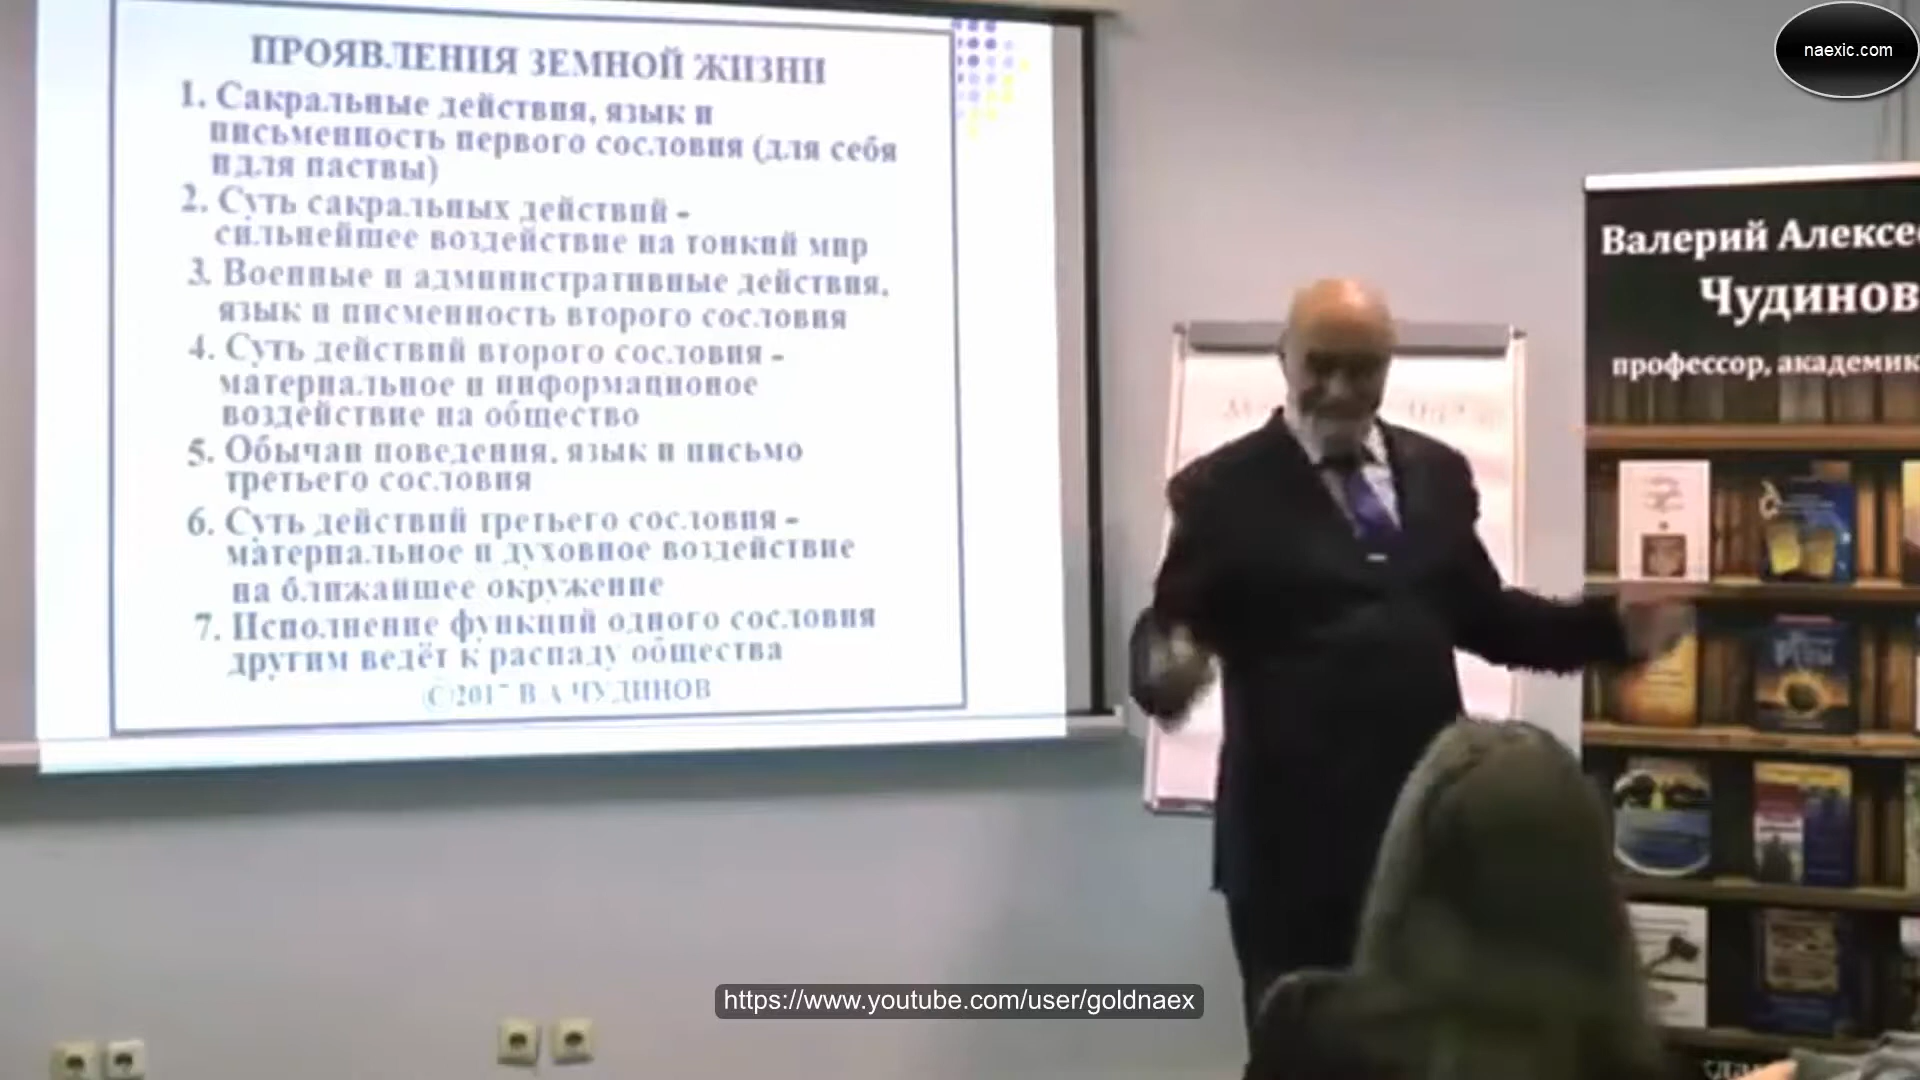 ПРОЯВЛЕНИЯ ЗЕМНОЙ ЖИЗНИ
1. Сакральные действия, язык и
письменность первого сословия (для себя
и для паствы)
2. Суть сакральных действий -
сильнейшее воздействие на тонкий мир
3. Военные и административные действия,
язык и писменность второго сословия
4. Суть действий второго сословия -
материальное и информационое
воздействие на общество
5. Обычаи поведения, язык и письмо
третьего сословия
6. Суть действий третьего сословия -
материальное и духовное воздействие
на ближайшее окружение
7. Исполнение функций одного сословия
другим ведёт к распаду общества
©2017 В.А.ЧУДИНОВ
naexic.com
Валерий Алексе
Чудинов
профессор, академик
https://www.youtube.com/user/goldnaex